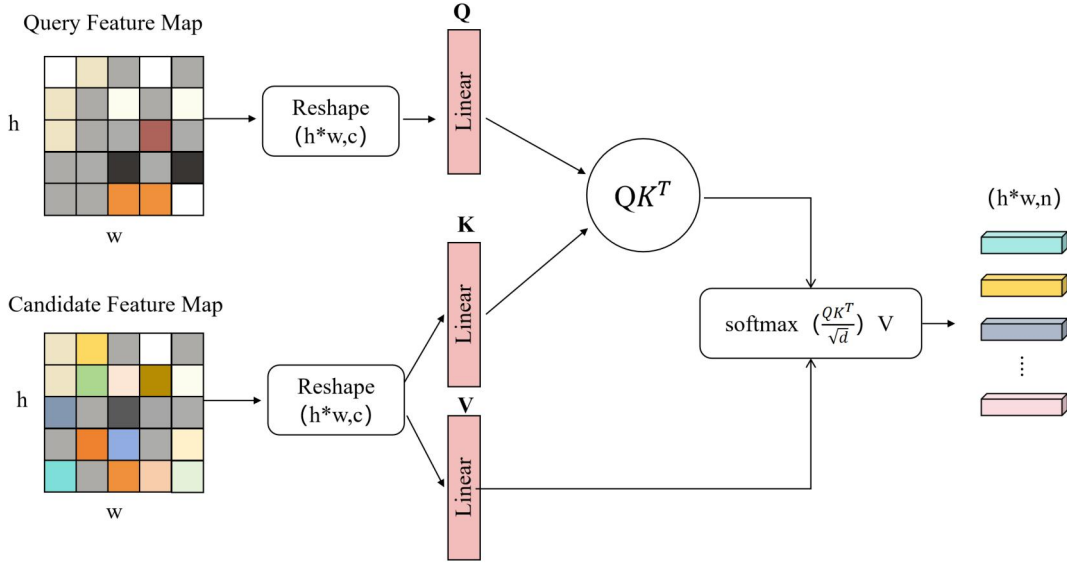 Query Feature Map
h
w
Reshape
(h*w,c)
Q
Linear
QK^T
K
Linear
Candidate Feature Map
h
w
Reshape
(h*w,c)
V
Linear
softmax (QK^T/√d) V
(h*w,n)
⋮